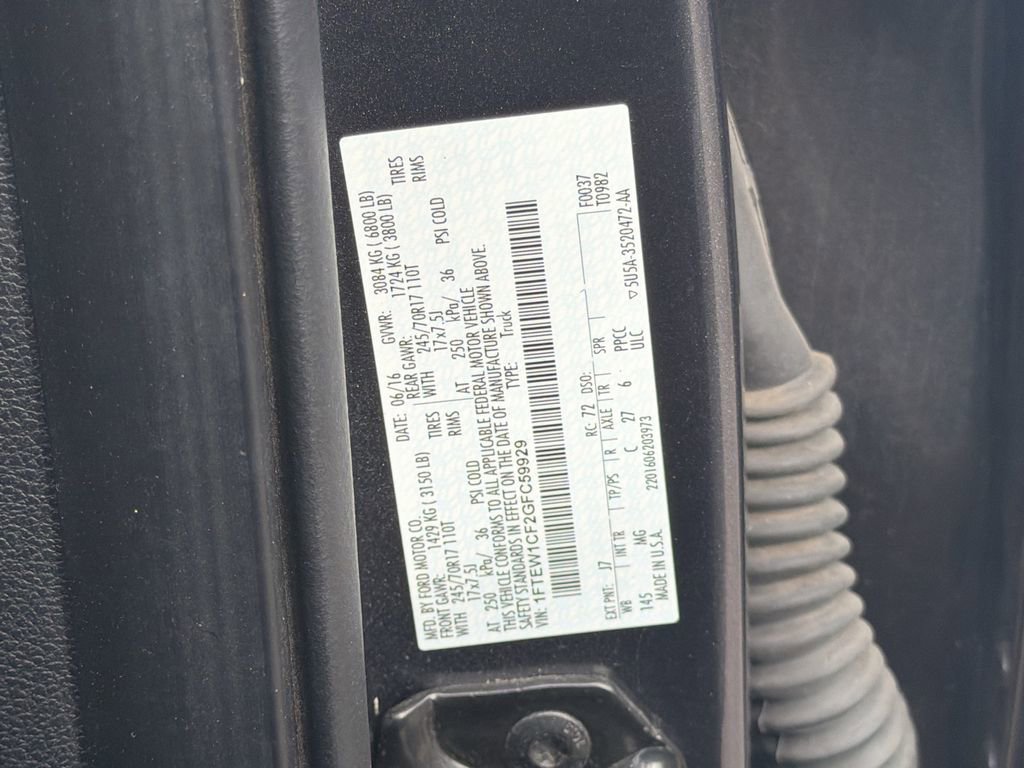 MFD. BY FORD MOTOR CO.
DATE: 06/16 GVWR: 3084 KG ( 6800 LB)
FRONT GAWR: 1429 KG ( 3150 LB) REAR GAWR: 1724 KG ( 3800 LB)
WITH 245/70R17 110T TIRES WITH 245/70R17 110T TIRES
17x7.5J RIMS 17x7.5J RIMS
AT 250 kPa/ 36 PSI COLD AT 250 kPa/ 36 PSI COLD
THIS VEHICLE CONFORMS TO ALL APPLICABLE FEDERAL MOTOR VEHICLE
SAFETY STANDARDS IN EFFECT ON THE DATE OF MANUFACTURE SHOWN ABOVE.
VIN: 1FTEW1CF2GFC59929 TYPE: Truck
F0037
T0982
EXT PNT: J7 RC: 72 DSO:
WB INT TR TP/PS R AXLE TR SPR
145 MG C 27 6 PPCC
MADE IN U.S.A. 2201606203973 ULC ▽5U5A-3520472-AA